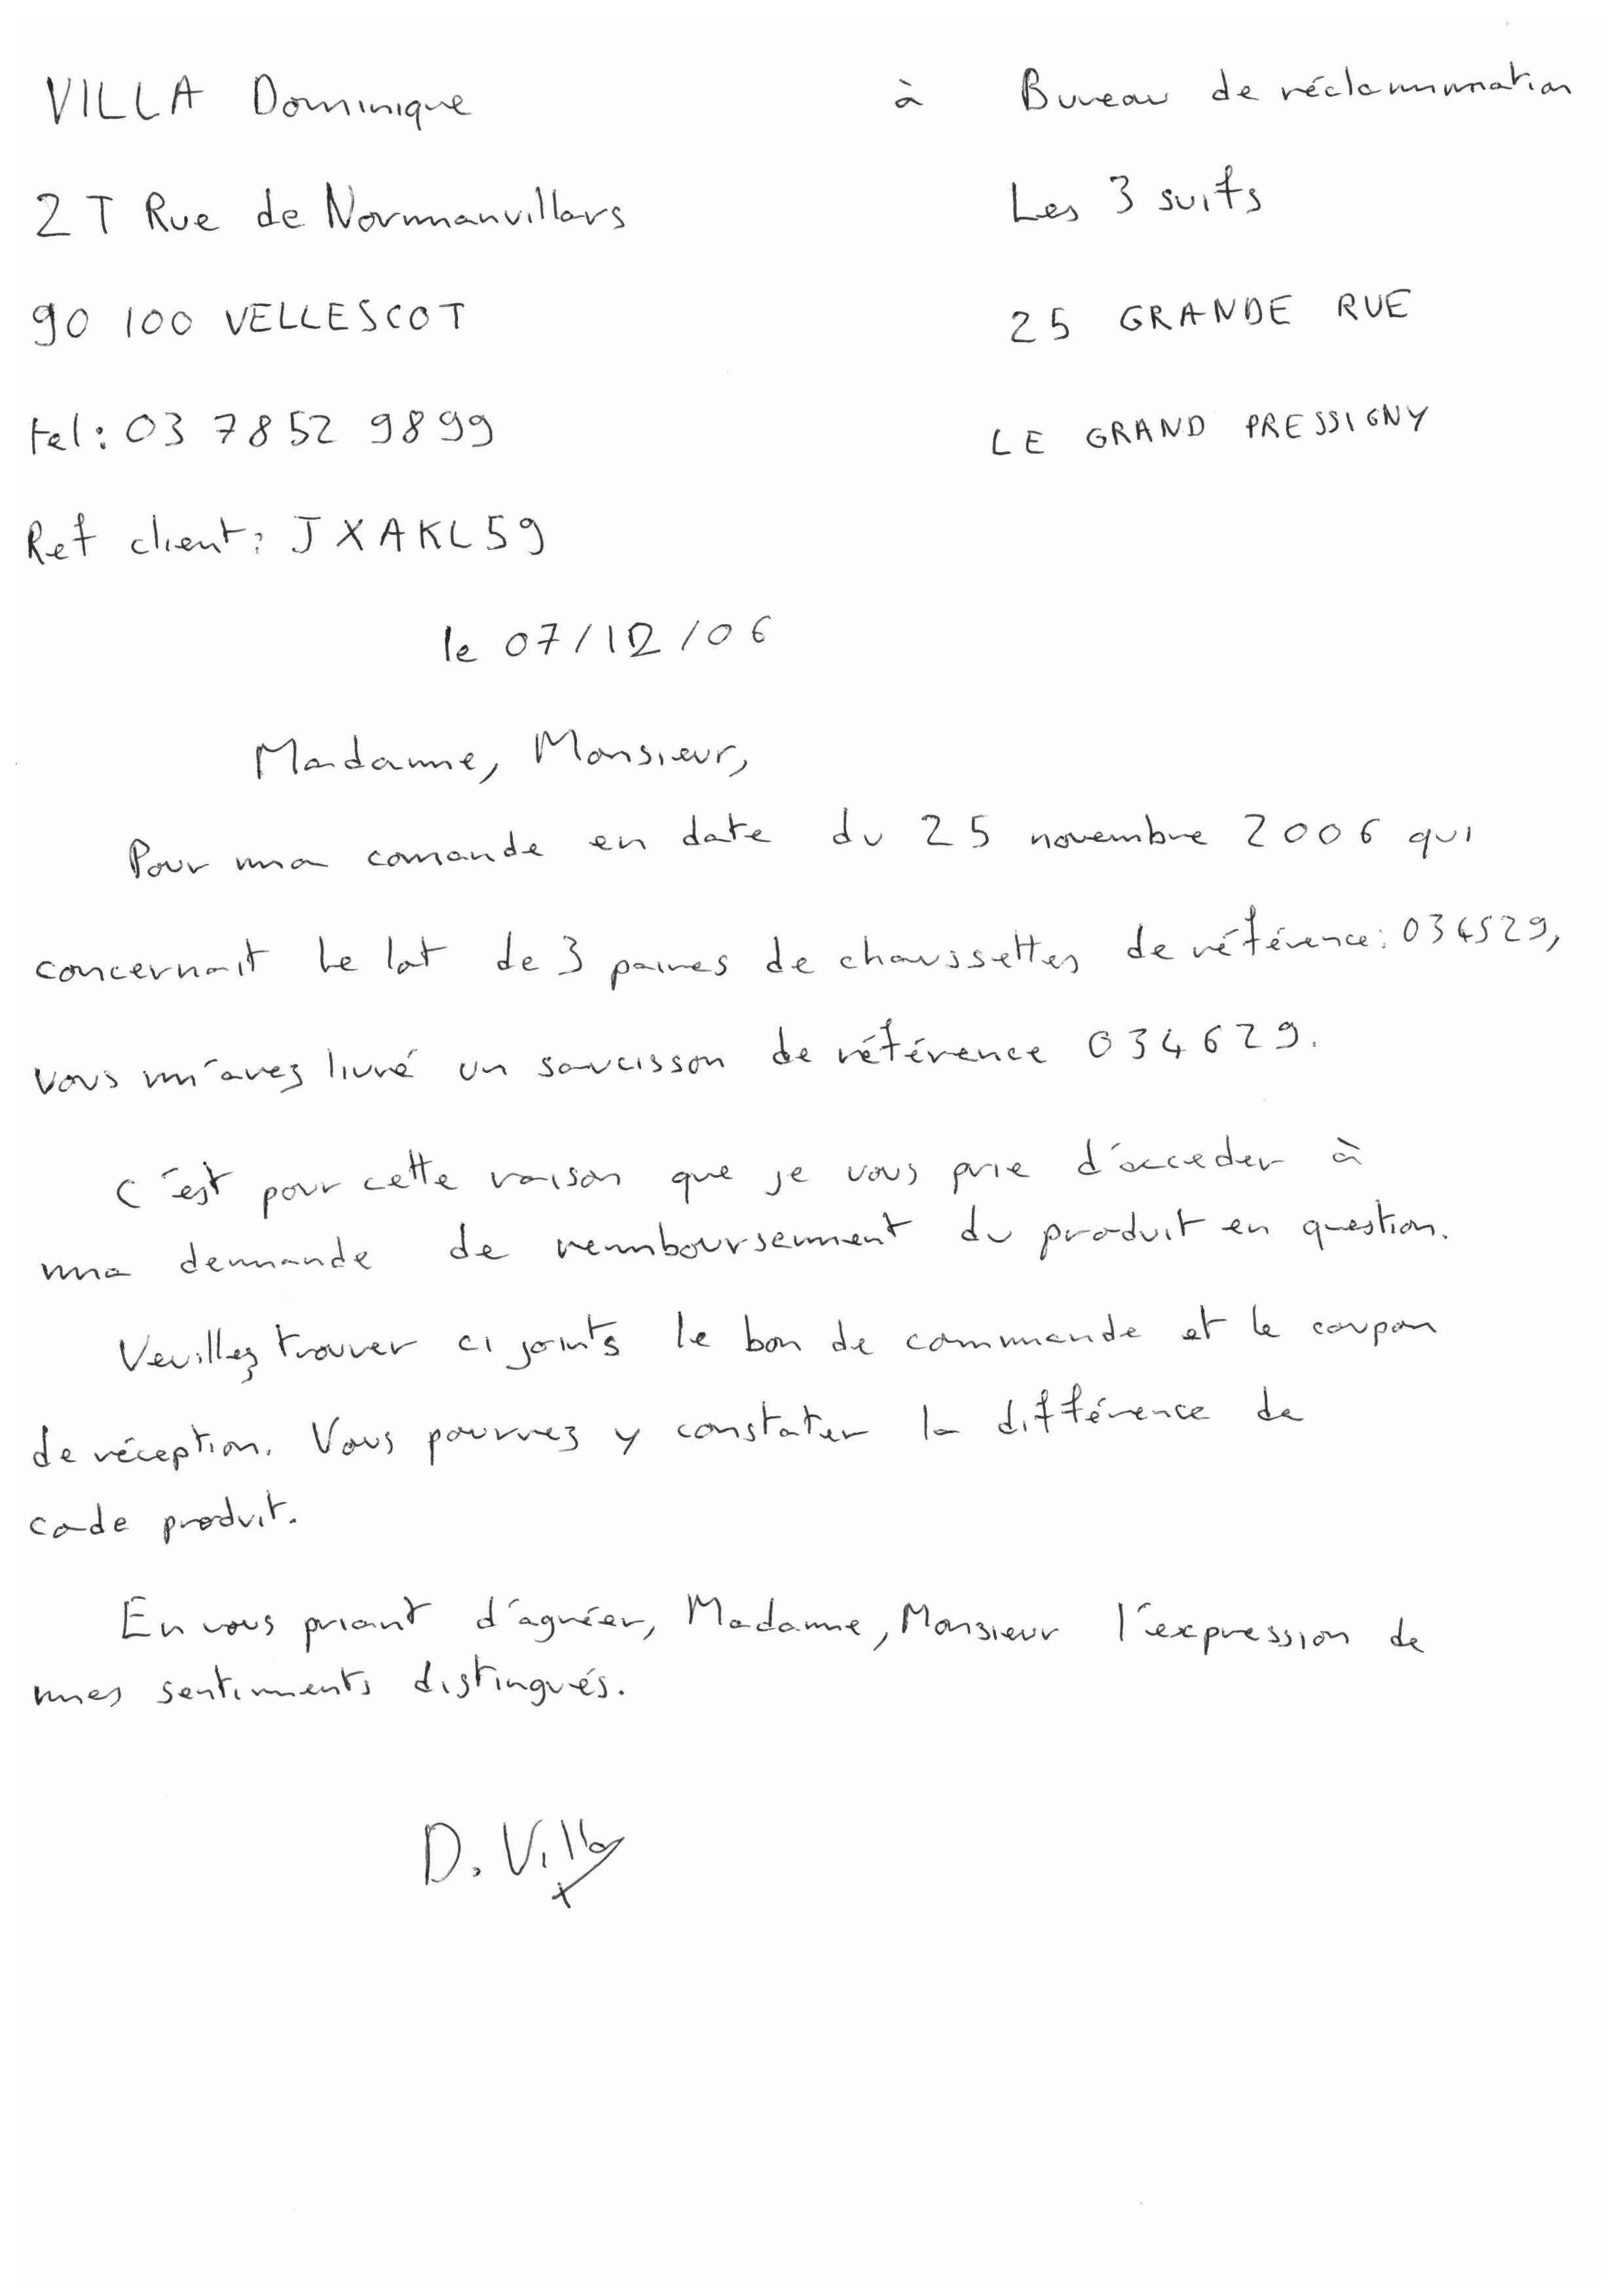 VILLA Dominique
à Bureau de réclammation
2 T Rue de Normanvillars
Les 3 suits
90 100 VELLESCOT
25 GRANDE RUE
tel : 03 78 52 98 99
LE GRAND PRESSIGNY
Ref client : JXAKL59
le 07/12/06
Madame, Monsieur,
Pour ma comande en date du 25 novembre 2006 qui
concernait le lot de 3 paires de chaussettes de référence : 034529,
vous m'avez livré un saucisson de référence 034629.
C'est pour cette raison que je vous prie d'acceder à
ma demande de remboursement du produit en question.
Veuillez trouver ci joints le bon de commande et le coupon
de réception. Vous pourrez y constater la différence de
code produit.
En vous priant d'agréer, Madame, Monsieur l'expression de
mes sentiments distingués.
D. Villa